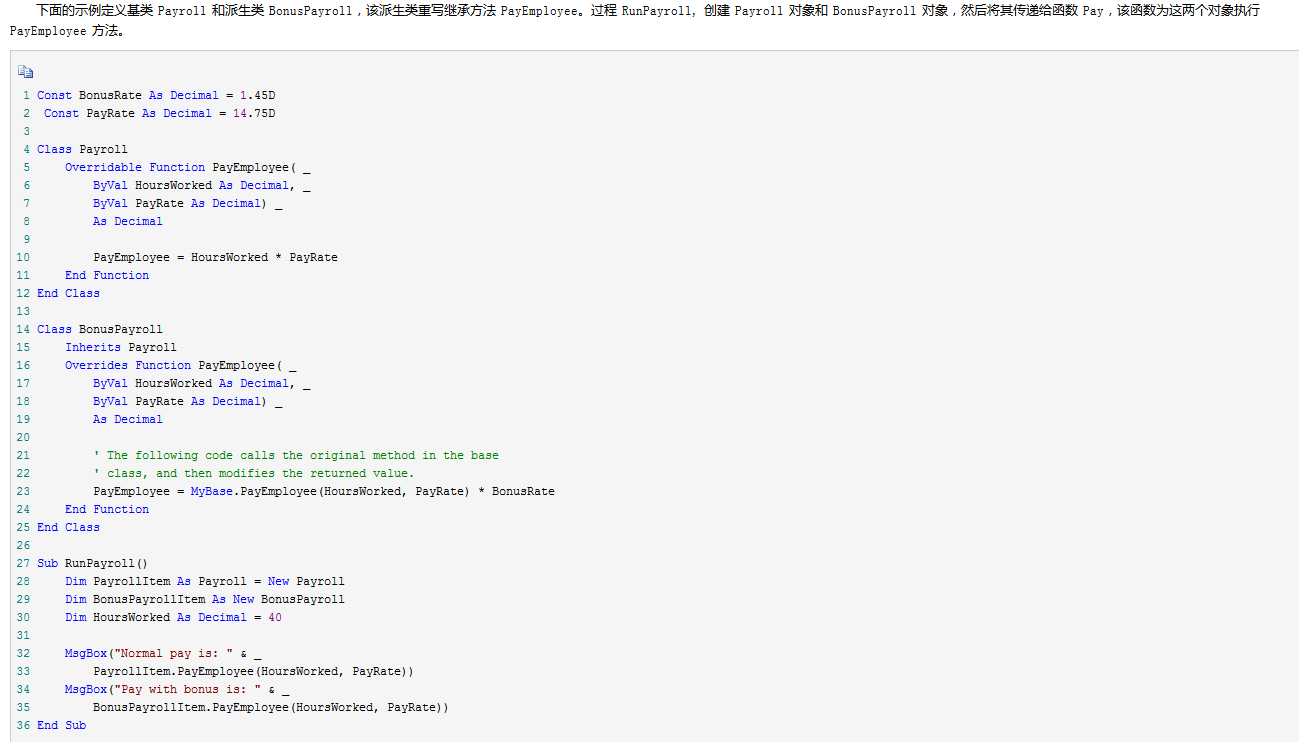 下面的示例定义基类 Payroll 和派生类 BonusPayroll，该派生类重写继承方法 PayEmployee。过程 RunPayroll, 创建 Payroll 对象和 BonusPayroll 对象，然后将其传递给函数 Pay，该函数为这两个对象执行
PayEmployee 方法。
1 Const BonusRate As Decimal = 1.45D
2  Const PayRate As Decimal = 14.75D
3
4 Class Payroll
5     Overridable Function PayEmployee( _
6         ByVal HoursWorked As Decimal, _
7         ByVal PayRate As Decimal) _
8         As Decimal
9
10         PayEmployee = HoursWorked * PayRate
11     End Function
12 End Class
13
14 Class BonusPayroll
15     Inherits Payroll
16     Overrides Function PayEmployee( _
17         ByVal HoursWorked As Decimal, _
18         ByVal PayRate As Decimal) _
19         As Decimal
20
21         ' The following code calls the original method in the base
22         ' class, and then modifies the returned value.
23         PayEmployee = MyBase.PayEmployee(HoursWorked, PayRate) * BonusRate
24     End Function
25 End Class
26
27 Sub RunPayroll()
28     Dim PayrollItem As Payroll = New Payroll
29     Dim BonusPayrollItem As New BonusPayroll
30     Dim HoursWorked As Decimal = 40
31
32     MsgBox("Normal pay is: " & _
33         PayrollItem.PayEmployee(HoursWorked, PayRate))
34     MsgBox("Pay with bonus is: " & _
35         BonusPayrollItem.PayEmployee(HoursWorked, PayRate))
36 End Sub